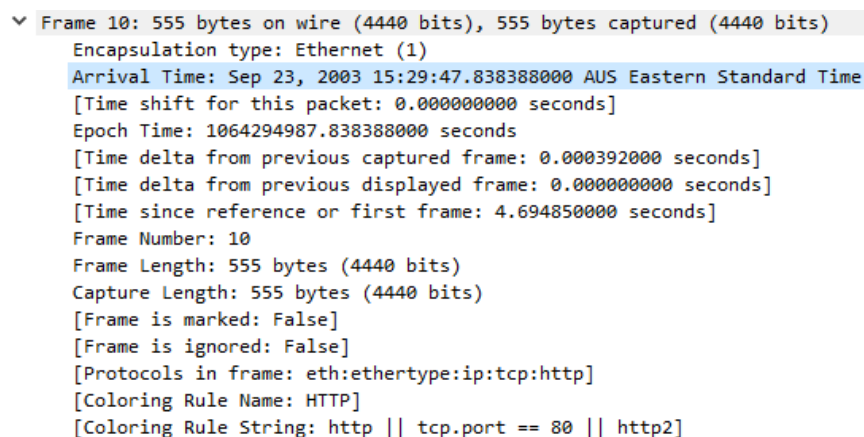 Frame 10: 555 bytes on wire (4440 bits), 555 bytes captured (4440 bits)
Encapsulation type: Ethernet (1)
Arrival Time: Sep 23, 2003 15:29:47.838388000 AUS Eastern Standard Time
[Time shift for this packet: 0.000000000 seconds]
Epoch Time: 1064294987.838388000 seconds
[Time delta from previous captured frame: 0.000392000 seconds]
[Time delta from previous displayed frame: 0.000000000 seconds]
[Time since reference or first frame: 4.694850000 seconds]
Frame Number: 10
Frame Length: 555 bytes (4440 bits)
Capture Length: 555 bytes (4440 bits)
[Frame is marked: False]
[Frame is ignored: False]
[Protocols in frame: eth:ethertype:ip:tcp:http]
[Coloring Rule Name: HTTP]
[Coloring Rule String: http || tcp.port == 80 || http2]